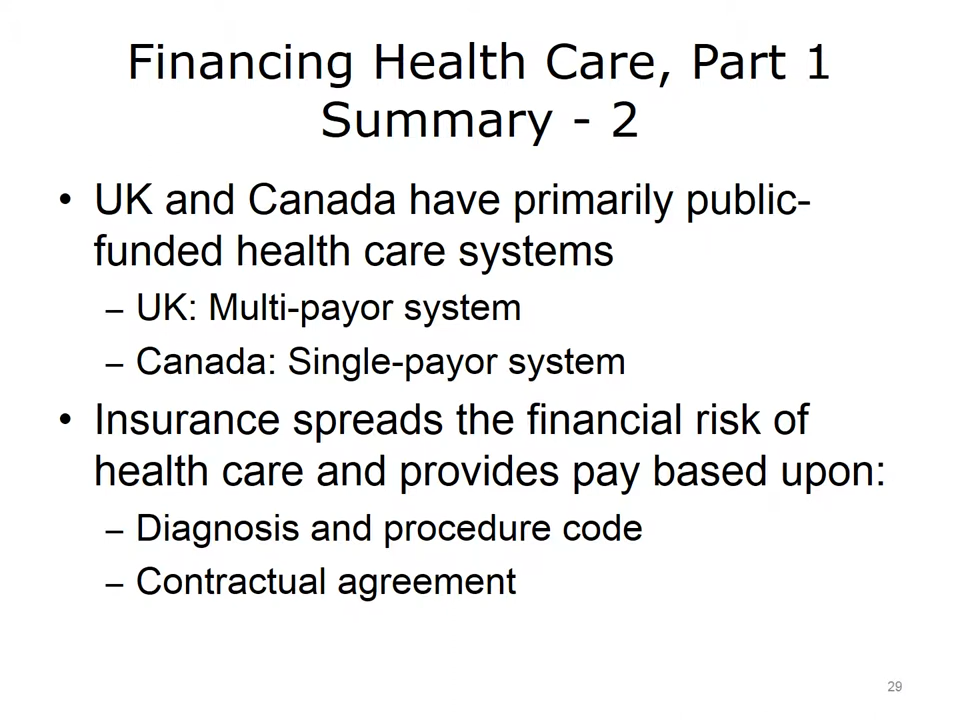 Financing Health Care, Part 1
Summary - 2
• UK and Canada have primarily public-
funded health care systems
– UK: Multi-payor system
– Canada: Single-payor system
• Insurance spreads the financial risk of
health care and provides pay based upon:
– Diagnosis and procedure code
– Contractual agreement
29